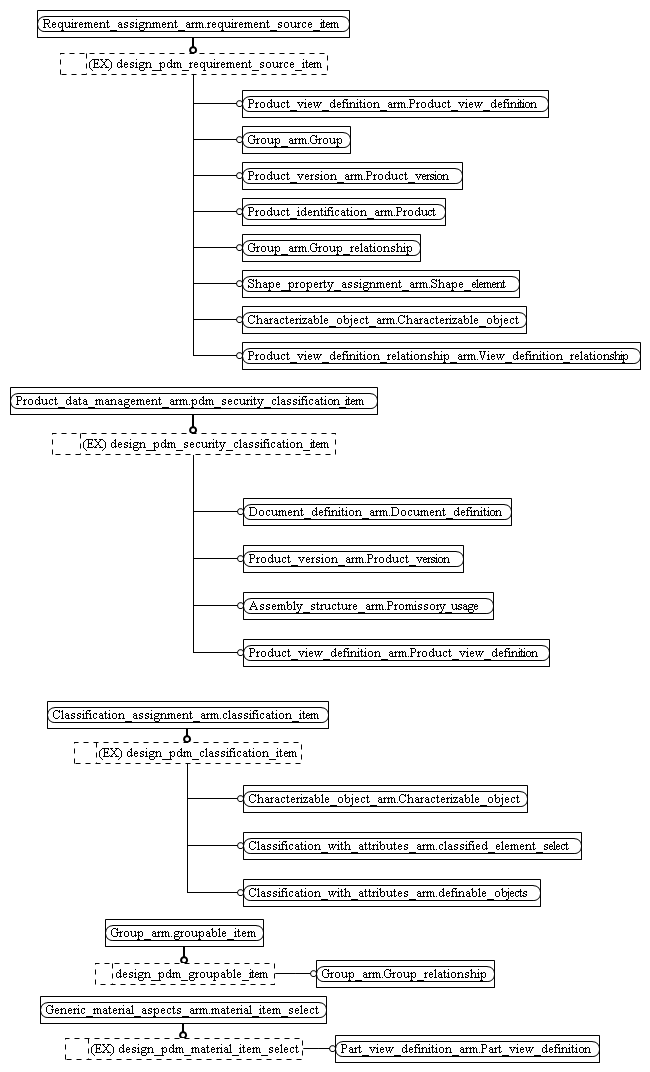 Requirement_assignment_arm.requirement_source_item
(EX) design_pdm_requirement_source_item
Product_view_definition_arm.Product_view_definition
Group_arm.Group
Product_version_arm.Product_version
Product_identification_arm.Product
Group_arm.Group_relationship
Shape_property_assignment_arm.Shape_element
Characterizable_object_arm.Characterizable_object
Product_view_definition_relationship_arm.View_definition_relationship
Product_data_management_arm.pdm_security_classification_item
(EX) design_pdm_security_classification_item
Document_definition_arm.Document_definition
Product_version_arm.Product_version
Assembly_structure_arm.Promissory_usage
Product_view_definition_arm.Product_view_definition
Classification_assignment_arm.classification_item
(EX) design_pdm_classification_item
Characterizable_object_arm.Characterizable_object
Classification_with_attributes_arm.classified_element_select
Classification_with_attributes_arm.definable_objects
Group_arm.groupable_item
design_pdm_groupable_item
Group_arm.Group_relationship
Generic_material_aspects_arm.material_item_select
(EX) design_pdm_material_item_select
Part_view_definition_arm.Part_view_definition